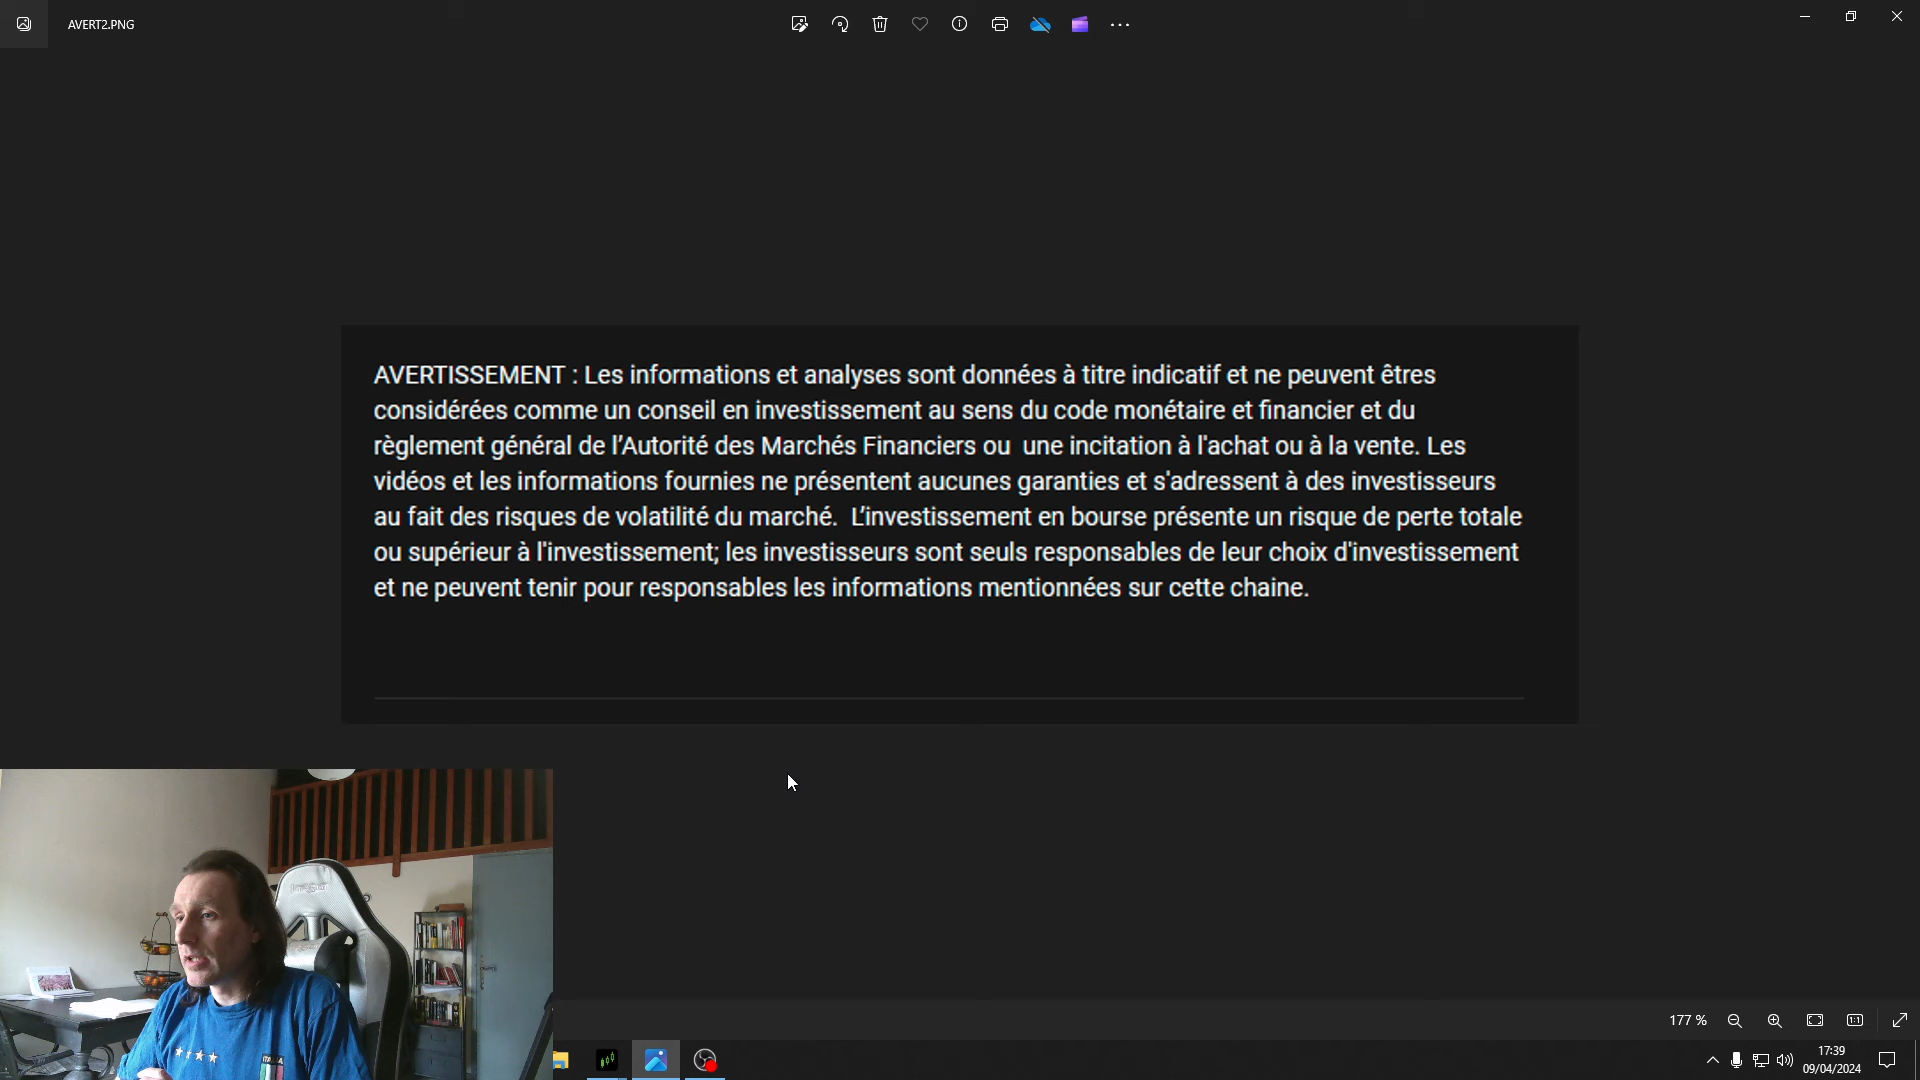 AVERT2.PNG
AVERTISSEMENT : Les informations et analyses sont données à titre indicatif et ne peuvent êtres
considérées comme un conseil en investissement au sens du code monétaire et financier et du
règlement général de l’Autorité des Marchés Financiers ou  une incitation à l'achat ou à la vente. Les
vidéos et les informations fournies ne présentent aucunes garanties et s'adressent à des investisseurs
au fait des risques de volatilité du marché.  L’investissement en bourse présente un risque de perte totale
ou supérieur à l'investissement; les investisseurs sont seuls responsables de leur choix d'investissement
et ne peuvent tenir pour responsables les informations mentionnées sur cette chaine.
ITALIA
177 %
1:1
17:39
09/04/2024